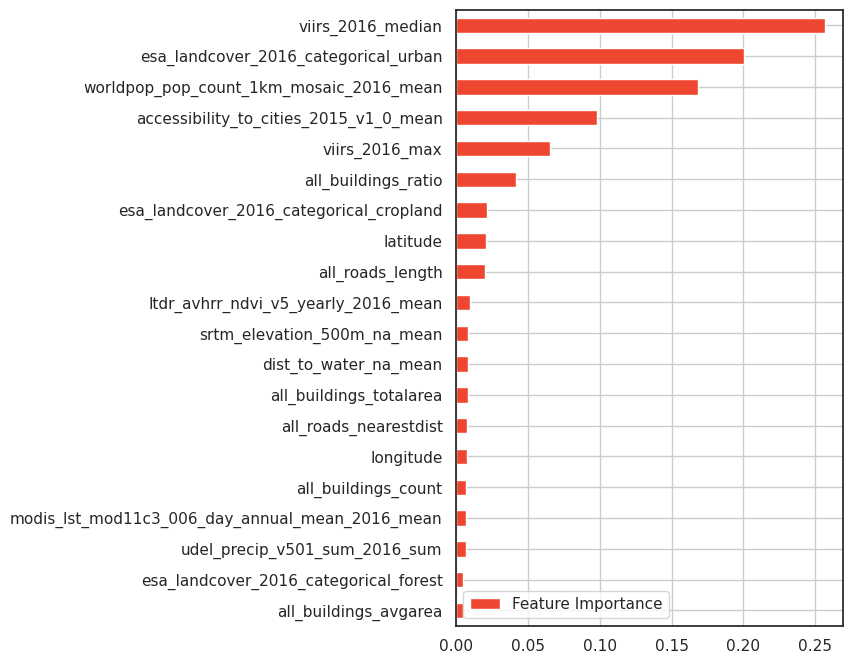 viirs_2016_median
esa_landcover_2016_categorical_urban
worldpop_pop_count_1km_mosaic_2016_mean
accessibility_to_cities_2015_v1_0_mean
viirs_2016_max
all_buildings_ratio
esa_landcover_2016_categorical_cropland
latitude
all_roads_length
ltdr_avhrr_ndvi_v5_yearly_2016_mean
srtm_elevation_500m_na_mean
dist_to_water_na_mean
all_buildings_totalarea
all_roads_nearestdist
longitude
all_buildings_count
modis_lst_mod11c3_006_day_annual_mean_2016_mean
udel_precip_v501_sum_2016_sum
esa_landcover_2016_categorical_forest
all_buildings_avgarea
Feature Importance
0.00 0.05 0.10 0.15 0.20 0.25